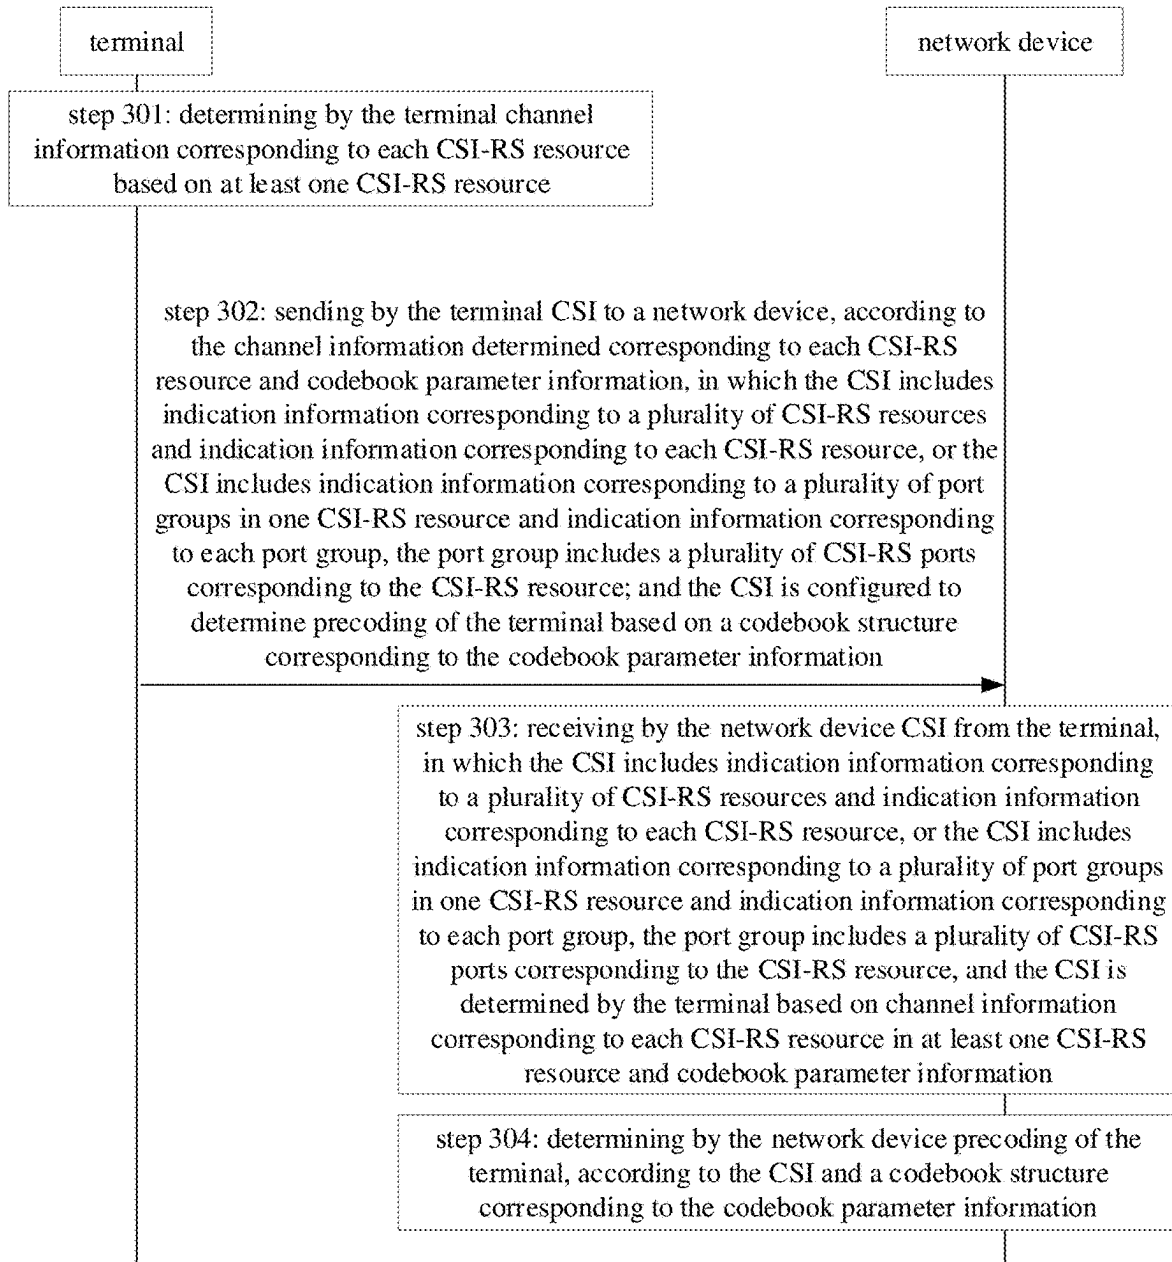 terminal
network device
step 301: determining by the terminal channel
information corresponding to each CSI-RS resource
based on at least one CSI-RS resource
step 302: sending by the terminal CSI to a network device, according to
the channel information determined corresponding to each CSI-RS
resource and codebook parameter information, in which the CSI includes
indication information corresponding to a plurality of CSI-RS resources
and indication information corresponding to each CSI-RS resource, or the
CSI includes indication information corresponding to a plurality of port
groups in one CSI-RS resource and indication information corresponding
to each port group, the port group includes a plurality of CSI-RS ports
corresponding to the CSI-RS resource; and the CSI is configured to
determine precoding of the terminal based on a codebook structure
corresponding to the codebook parameter information
step 303: receiving by the network device CSI from the terminal,
in which the CSI includes indication information corresponding
to a plurality of CSI-RS resources and indication information
corresponding to each CSI-RS resource, or the CSI includes
indication information corresponding to a plurality of port groups
in one CSI-RS resource and indication information corresponding
to each port group, the port group includes a plurality of CSI-RS
ports corresponding to the CSI-RS resource, and the CSI is
determined by the terminal based on channel information
corresponding to each CSI-RS resource in at least one CSI-RS
resource and codebook parameter information
step 304: determining by the network device precoding of the
terminal, according to the CSI and a codebook structure
corresponding to the codebook parameter information